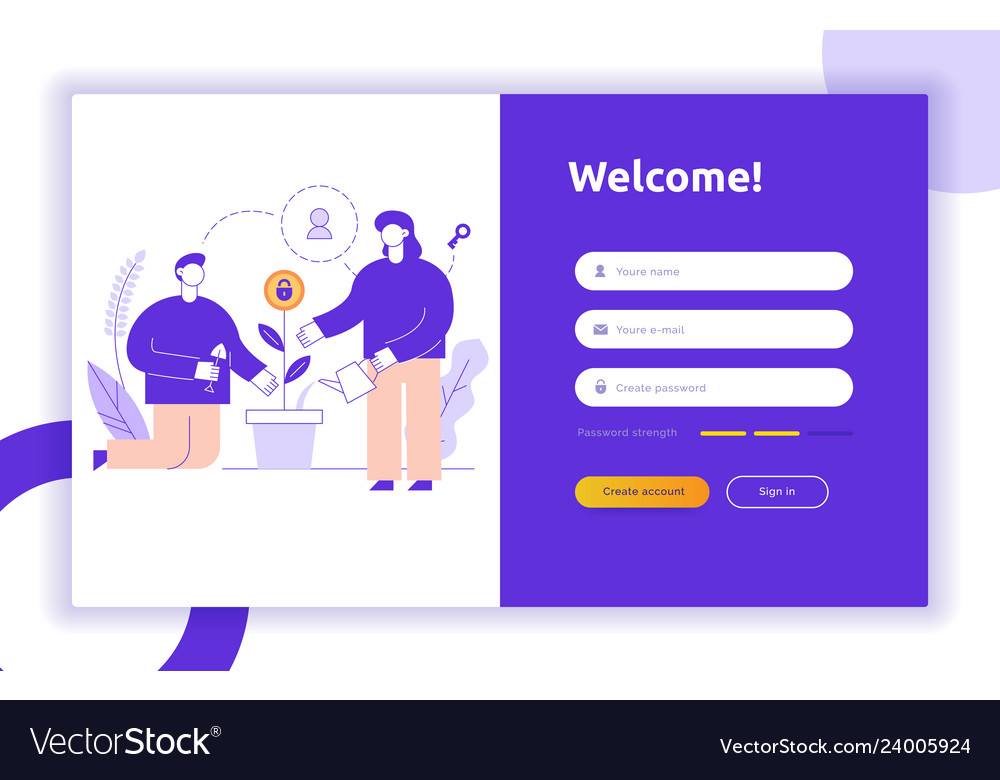 Welcome!
Youre name
Youre e-mail
Create password
Password strength
Create account
Sign in
VectorStock®
VectorStock.com/24005924